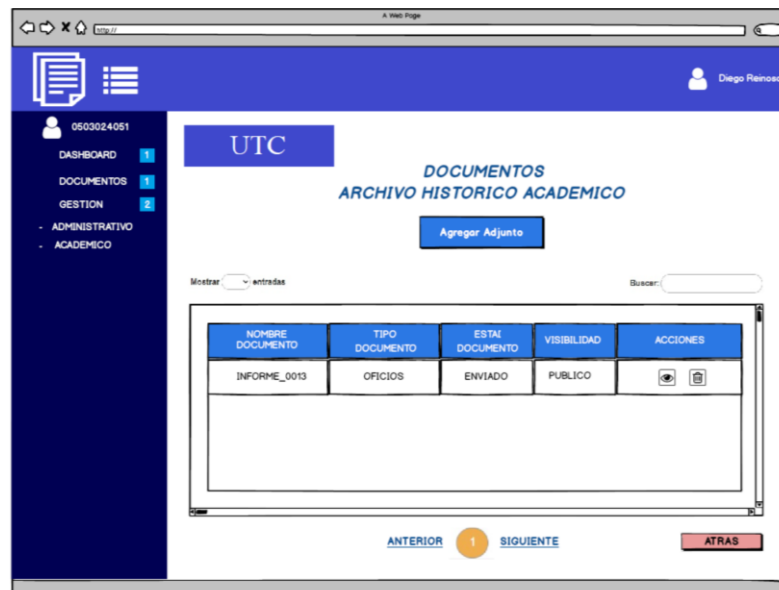 A Web Page
http://
Diego Reinoso
0503024051
DASHBOARD 1
DOCUMENTOS 1
GESTION 2
- ADMINISTRATIVO
- ACADEMICO
UTC
DOCUMENTOS
ARCHIVO HISTORICO ACADEMICO
Agregar Adjunto
Mostrar entradas
Buscar:
NOMBRE DOCUMENTO
TIPO DOCUMENTO
ESTAI DOCUMENTO
VISIBILIDAD
ACCIONES
INFORME_0013
OFICIOS
ENVIADO
PUBLICO
ANTERIOR 1 SIGUIENTE
ATRAS